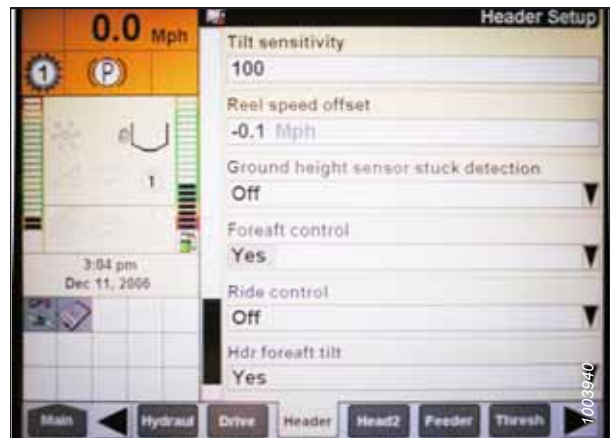 0.0 Mph
Header Setup
1
(P)
Tilt sensitivity
100
Reel speed offset
-0.1 Mph
Ground height sensor stuck detection
Off
1
Foreaft control
Yes
3:04 pm
Dec 11, 2006
Ride control
Off
GPS
Hdr foreaft tilt
Yes
Main
Hydraul
Drive
Header
Head2
Feeder
Thresh
1003940